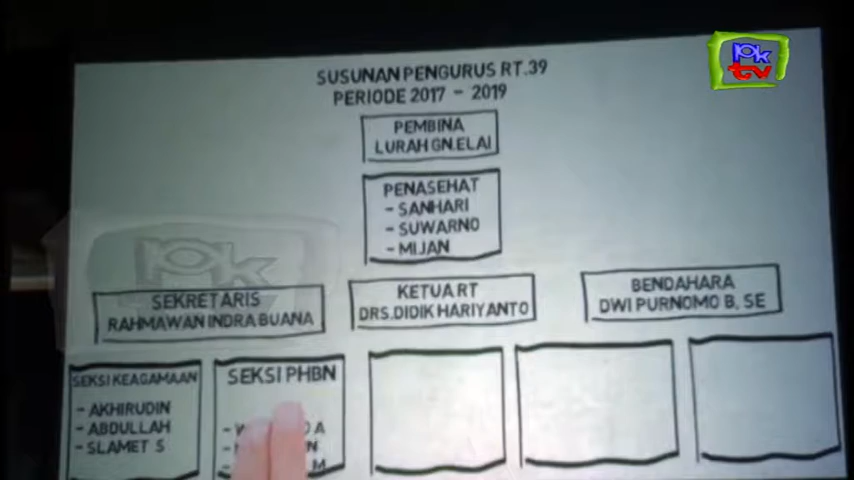 pk
tv
SUSUNAN PENGURUS RT.39
PERIODE 2017 - 2019
PEMBINA
LURAH GN.ELAI
PENASEHAT
- SANHARI
- SUWARNO
- MIJAN
SEKRETARIS
RAHMAWAN INDRA BUANA
KETUA RT
DRS.DIDIK HARIYANTO
BENDAHARA
DWI PURNOMO B, SE
SEKSI KEAGAMAAN
- AKHIRUDIN
- ABDULLAH
- SLAMET S
SEKSI PHBN
pk